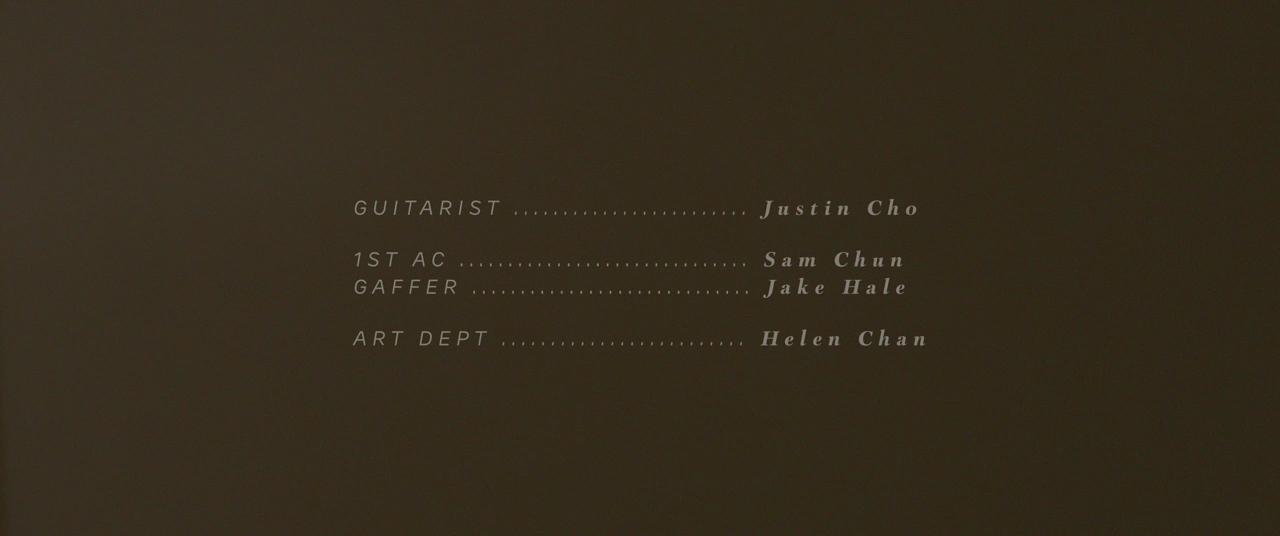 GUITARIST ........................ Justin Cho
1ST AC .............................. Sam Chun
GAFFER ............................. Jake Hale
ART DEPT ......................... Helen Chan